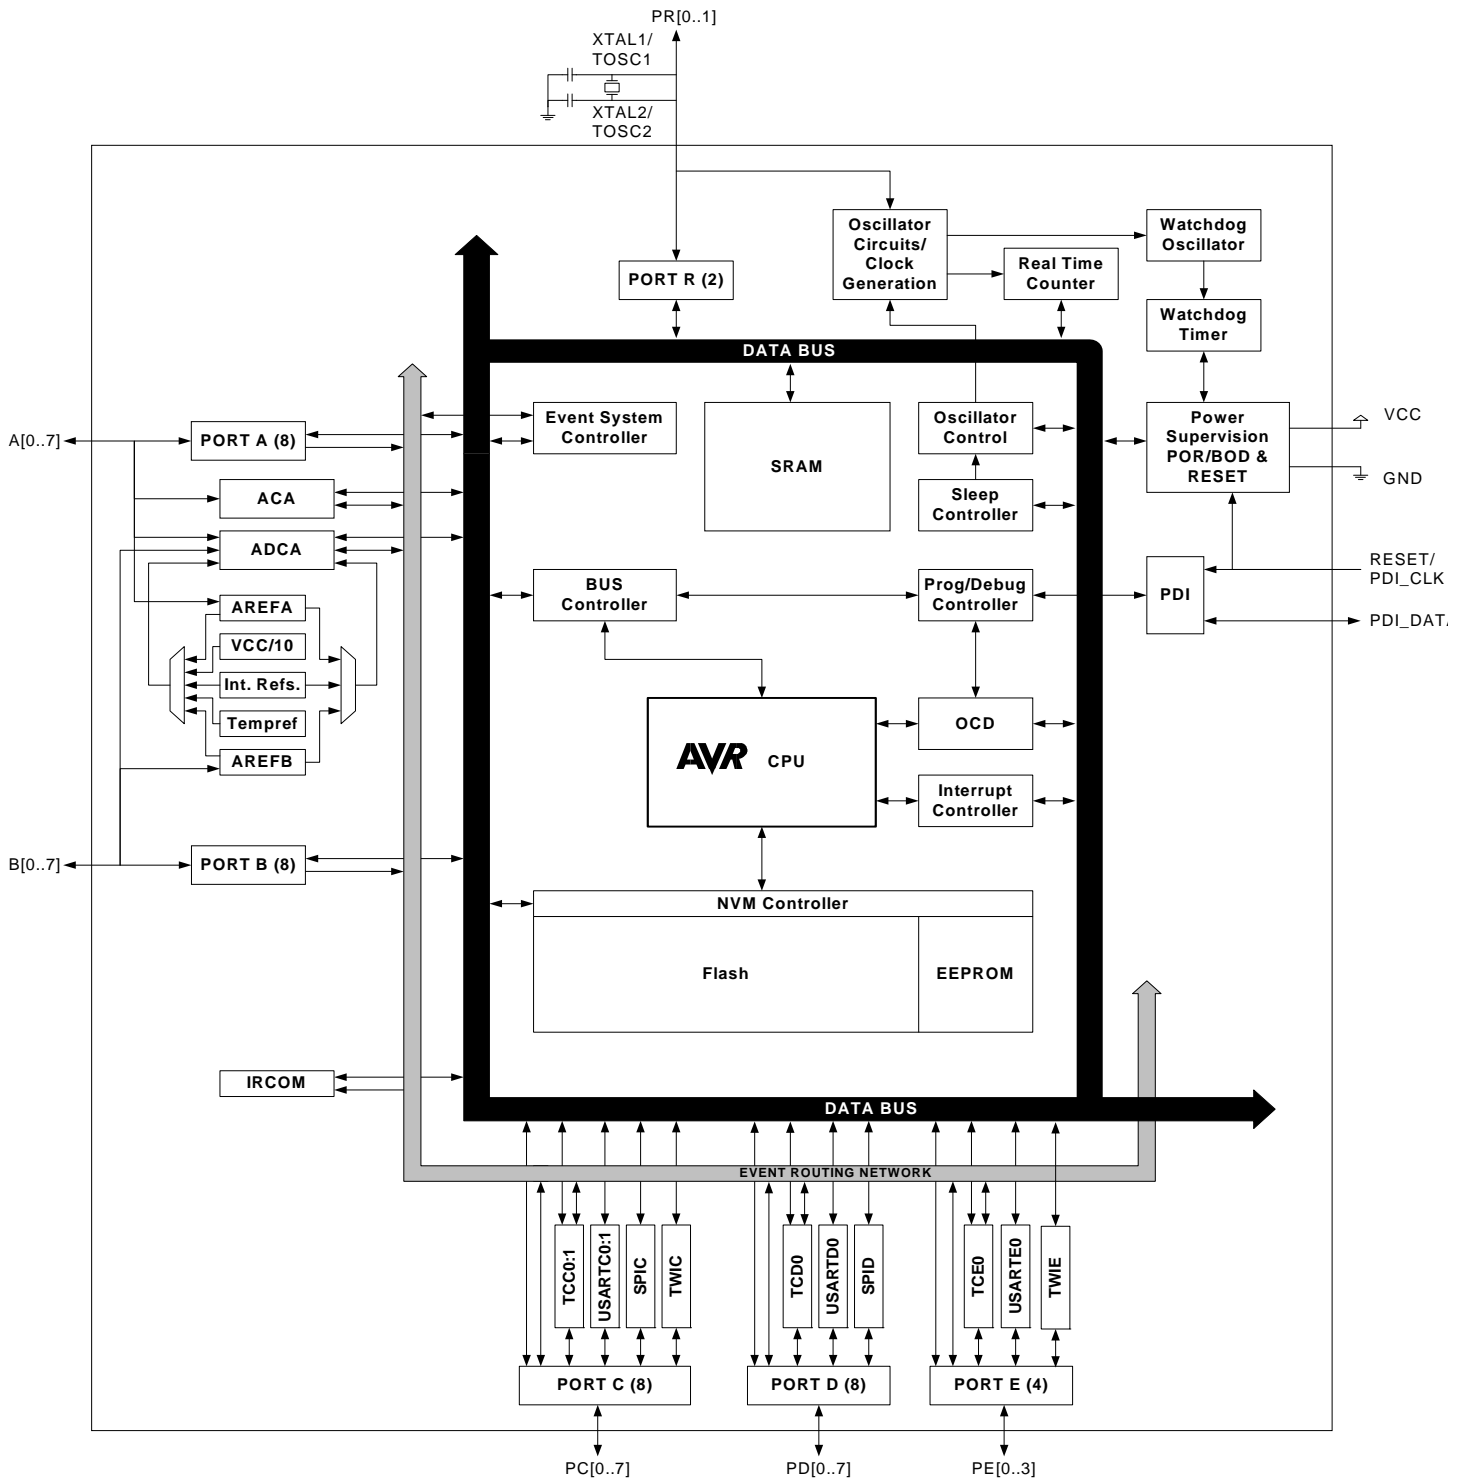 PR[0..1]
XTAL1/
TOSC1
XTAL2/
TOSC2
Oscillator
Circuits/
Clock
Generation
Watchdog
Oscillator
PORT R (2)
Real Time
Counter
Watchdog
Timer
DATA BUS
A[0..7]
PORT A (8)
Event System
Controller
SRAM
Oscillator
Control
Power
Supervision
POR/BOD &
RESET
VCC
GND
ACA
Sleep
Controller
ADCA
RESET/
PDI_CLK
BUS
Controller
Prog/Debug
Controller
PDI
PDI_DATA
AREFA
VCC/10
Int. Refs.
Tempref
AREFB
AVR CPU
OCD
Interrupt
Controller
B[0..7]
PORT B (8)
NVM Controller
Flash
EEPROM
IRCOM
DATA BUS
EVENT ROUTING NETWORK
TCC0:1
USARTC0:1
SPIC
TWIC
TCD0
USARTD0
SPID
TCE0
USARTE0
TWIE
PORT C (8)
PORT D (8)
PORT E (4)
PC[0..7]
PD[0..7]
PE[0..3]